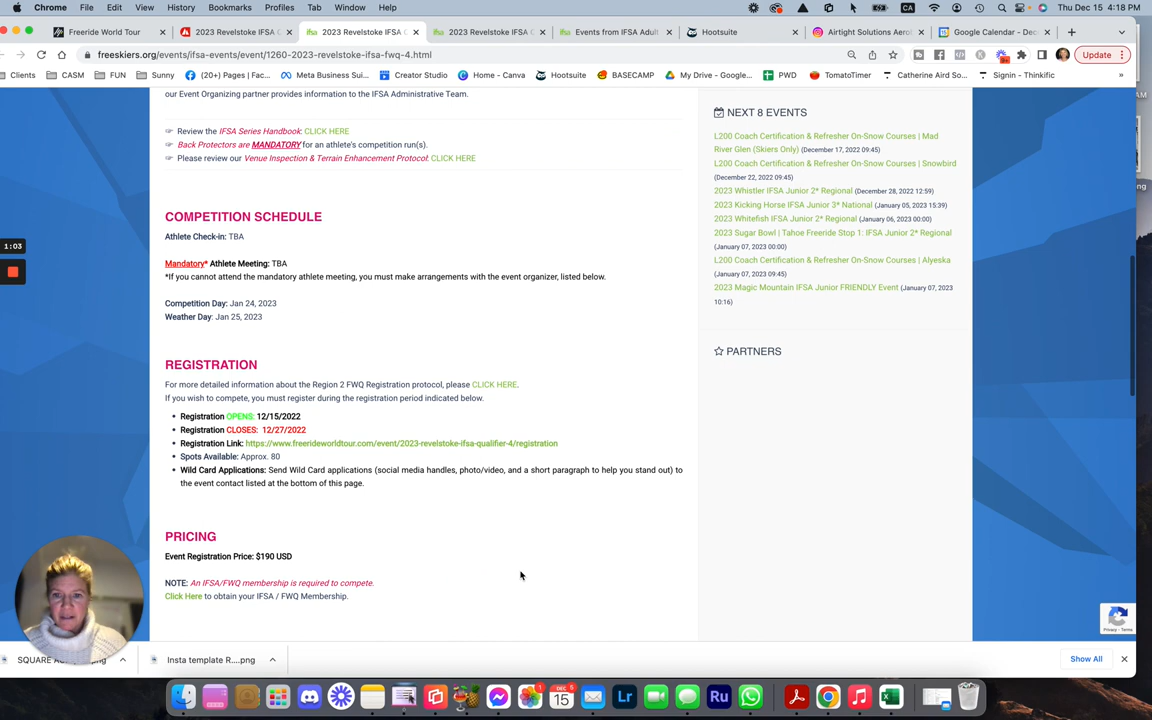 Chrome File Edit View History Bookmarks Profiles Tab Window Help CA Thu Dec 15 4:18 PM
Freeride World Tour 2023 Revelstoke IFSA 2023 Revelstoke IFSA 2023 Revelstoke IFSA Events from IFSA Adul Hootsuite Airtight Solutions Aero Google Calendar - Dec
freeskiers.org/events/ifsa-events/event/1260-2023-revelstoke-ifsa-fwq-4.html Update
Clients CASM FUN Sunny (20+) Pages | Fac... Meta Business Sui... Creator Studio Home - Canva Hootsuite BASECAMP My Drive - Google... PWD TomatoTimer Catherine Aird So... Signin - Thinkific »
our Event Organizing partner provides information to the IFSA Administrative Team.
Review the IFSA Series Handbook: CLICK HERE
Back Protectors are MANDATORY for an athlete's competition run(s).
Please review our Venue Inspection & Terrain Enhancement Protocol: CLICK HERE
COMPETITION SCHEDULE
Athlete Check-in: TBA
Mandatory* Athlete Meeting: TBA
*If you cannot attend the mandatory athlete meeting, you must make arrangements with the event organizer, listed below.
Competition Day: Jan 24, 2023
Weather Day: Jan 25, 2023
REGISTRATION
For more detailed information about the Region 2 FWQ Registration protocol, please CLICK HERE.
If you wish to compete, you must register during the registration period indicated below.
• Registration OPENS: 12/15/2022
• Registration CLOSES: 12/27/2022
• Registration Link: https://www.freerideworldtour.com/event/2023-revelstoke-ifsa-qualifier-4/registration
• Spots Available: Approx. 80
• Wild Card Applications: Send Wild Card applications (social media handles, photo/video, and a short paragraph to help you stand out) to
the event contact listed at the bottom of this page.
PRICING
Event Registration Price: $190 USD
NOTE: An IFSA/FWQ membership is required to compete.
Click Here to obtain your IFSA / FWQ Membership.
NEXT 8 EVENTS
L200 Coach Certification & Refresher On-Snow Courses | Mad
River Glen (Skiers Only) (December 17, 2022 09:45)
L200 Coach Certification & Refresher On-Snow Courses | Snowbird
(December 22, 2022 09:45)
2023 Whistler IFSA Junior 2* Regional (December 28, 2022 12:59)
2023 Kicking Horse IFSA Junior 3* National (January 05, 2023 15:39)
2023 Whitefish IFSA Junior 2* Regional (January 06, 2023 00:00)
2023 Sugar Bowl | Tahoe Freeride Stop 1: IFSA Junior 2* Regional
(January 07, 2023 00:00)
L200 Coach Certification & Refresher On-Snow Courses | Alyeska
(January 07, 2023 09:45)
2023 Magic Mountain IFSA Junior FRIENDLY Event (January 07, 2023
10:16)
PARTNERS
1:03
AM
ng
Privacy - Terms
SQUARE Insta template R....png Show All
15 Lr Ru